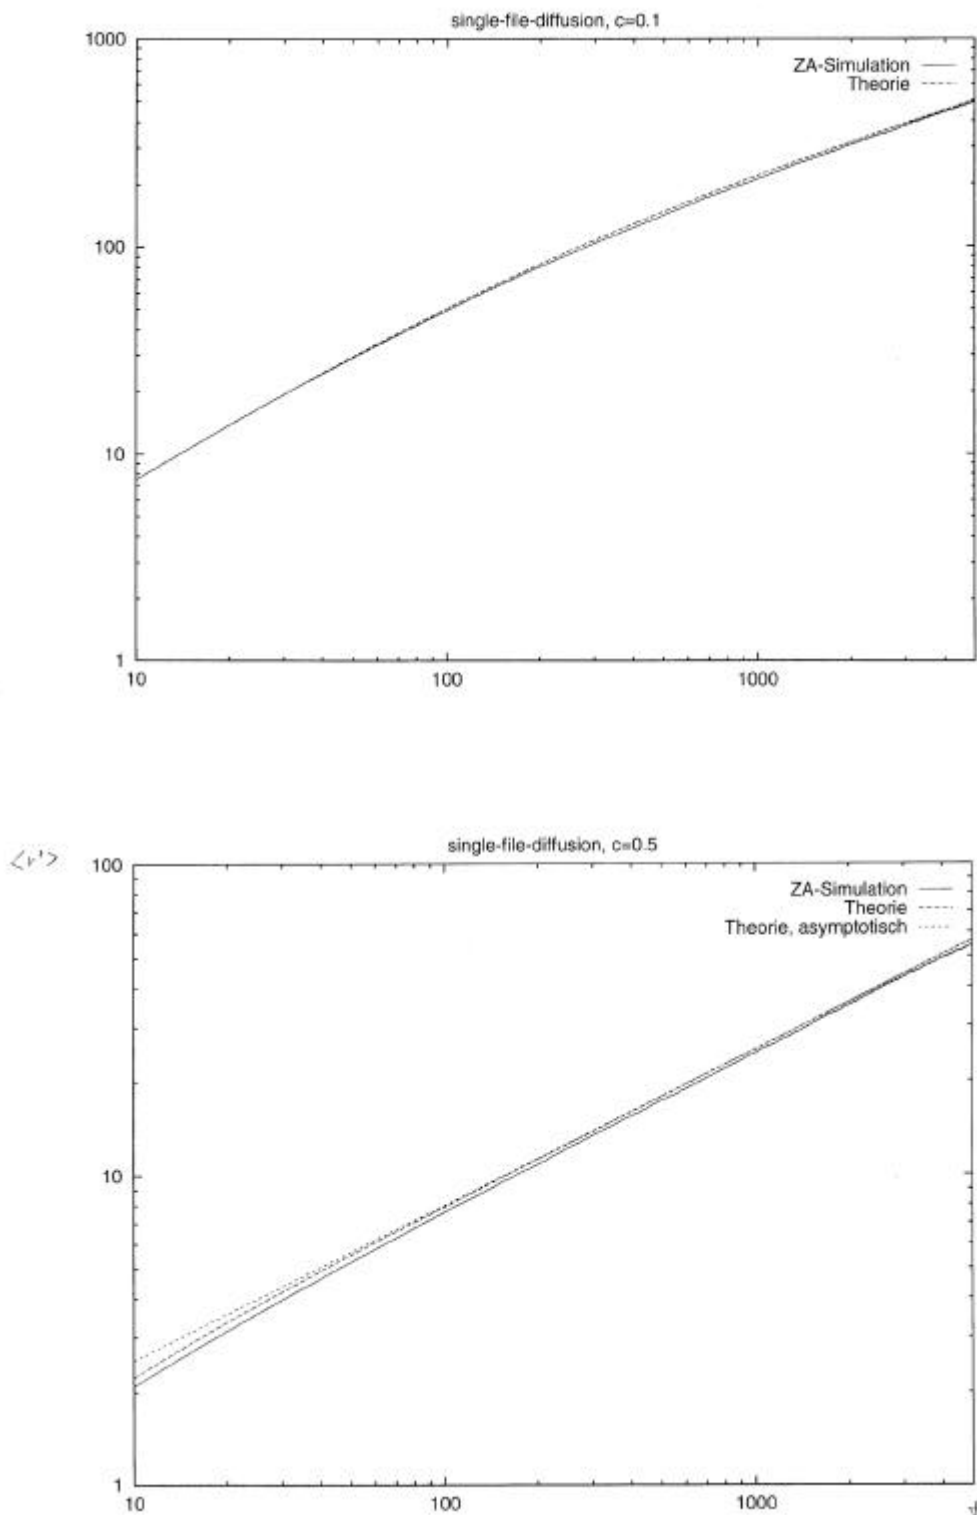 single-file-diffusion, c=0.1
1000
ZA-Simulation
Theorie
100
10
1
10 100 1000
<r²>
single-file-diffusion, c=0.5
100
ZA-Simulation
Theorie
Theorie, asymptotisch
10
1
10 100 1000